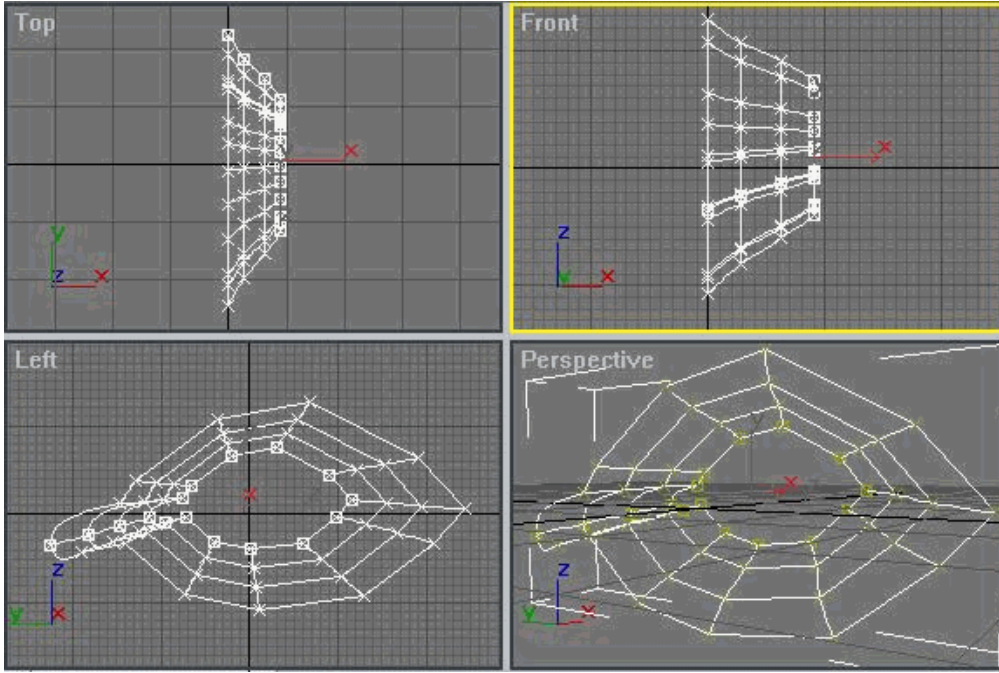 Top
x
y
z x
Front
x
z
y x
Left
x
z
y x
Perspective
x
z
y x